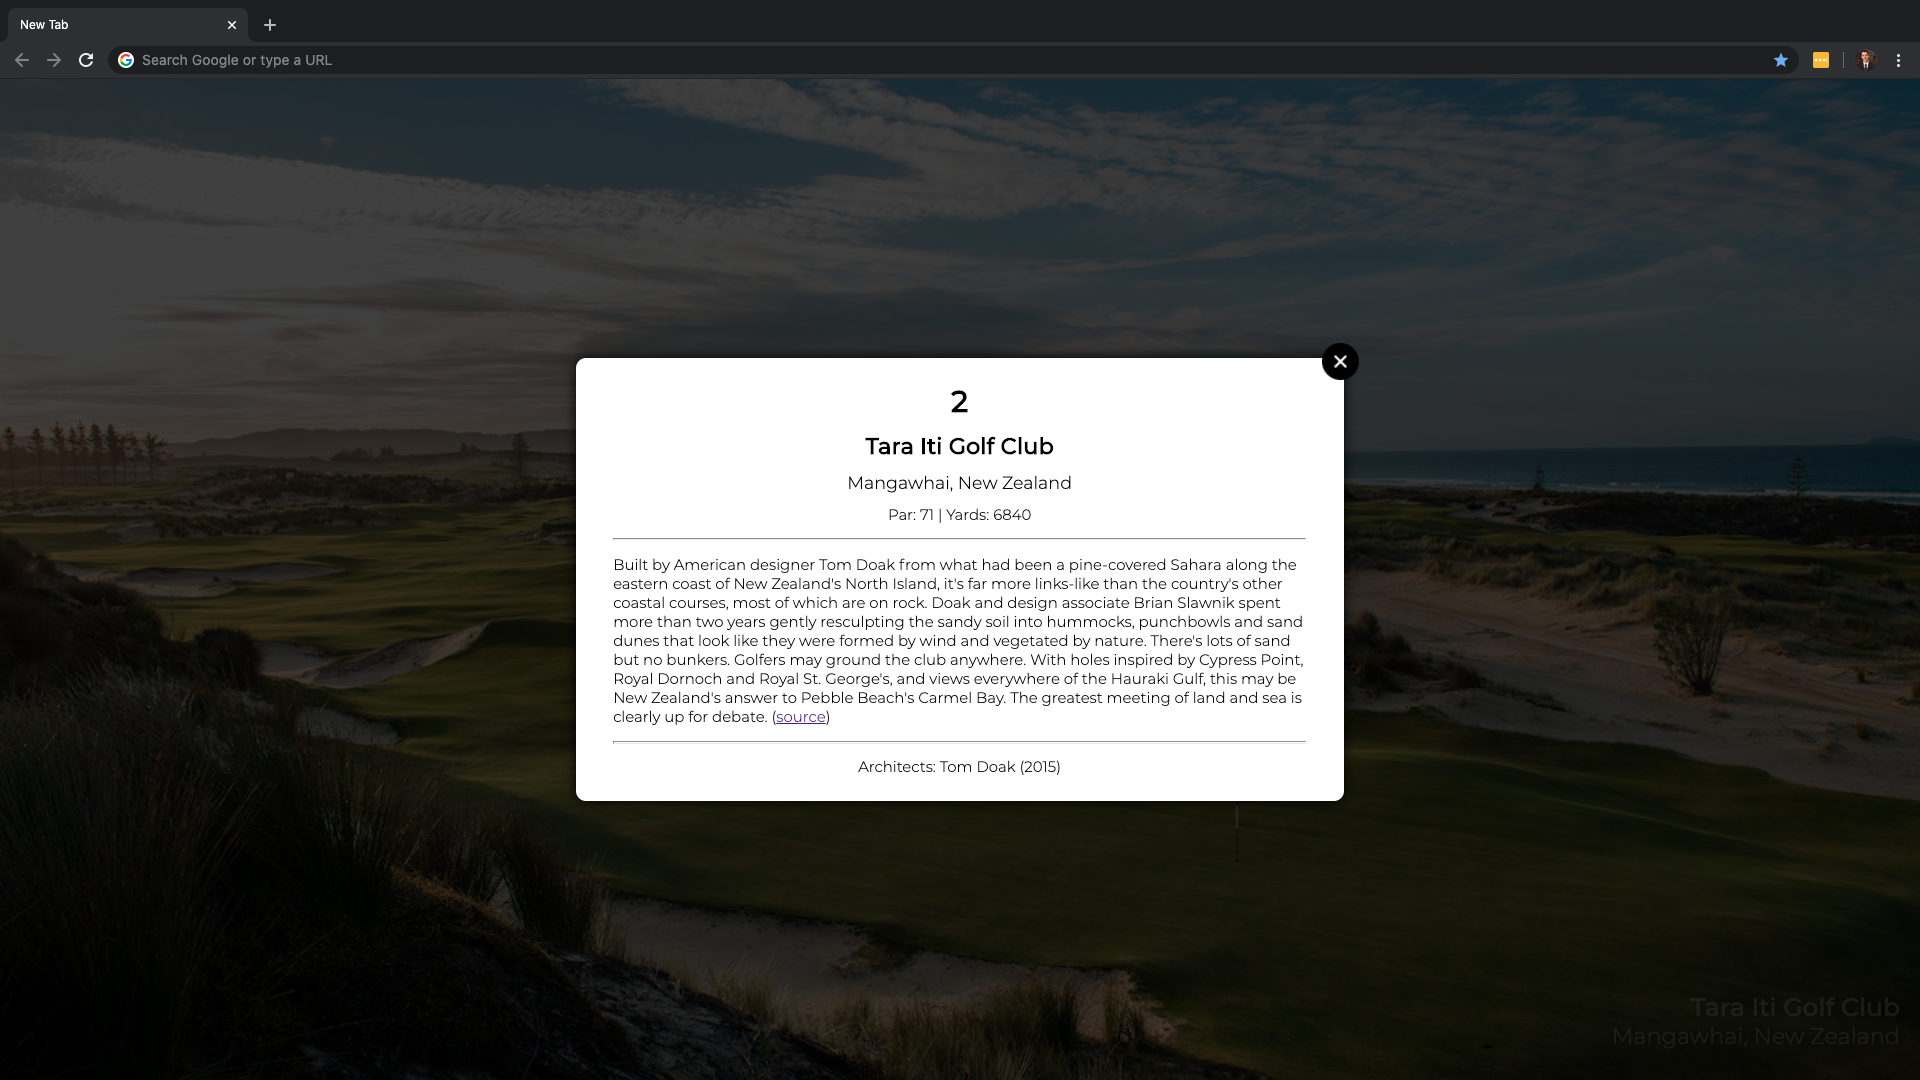 New Tab
Search Google or type a URL
2
Tara Iti Golf Club
Mangawhai, New Zealand
Par: 71 | Yards: 6840
Built by American designer Tom Doak from what had been a pine-covered Sahara along the
eastern coast of New Zealand's North Island, it's far more links-like than the country's other
coastal courses, most of which are on rock. Doak and design associate Brian Slawnik spent
more than two years gently resculpting the sandy soil into hummocks, punchbowls and sand
dunes that look like they were formed by wind and vegetated by nature. There's lots of sand
but no bunkers. Golfers may ground the club anywhere. With holes inspired by Cypress Point,
Royal Dornoch and Royal St. George's, and views everywhere of the Hauraki Gulf, this may be
New Zealand's answer to Pebble Beach's Carmel Bay. The greatest meeting of land and sea is
clearly up for debate. (source)
Architects: Tom Doak (2015)
Tara Iti Golf Club
Mangawhai, New Zealand